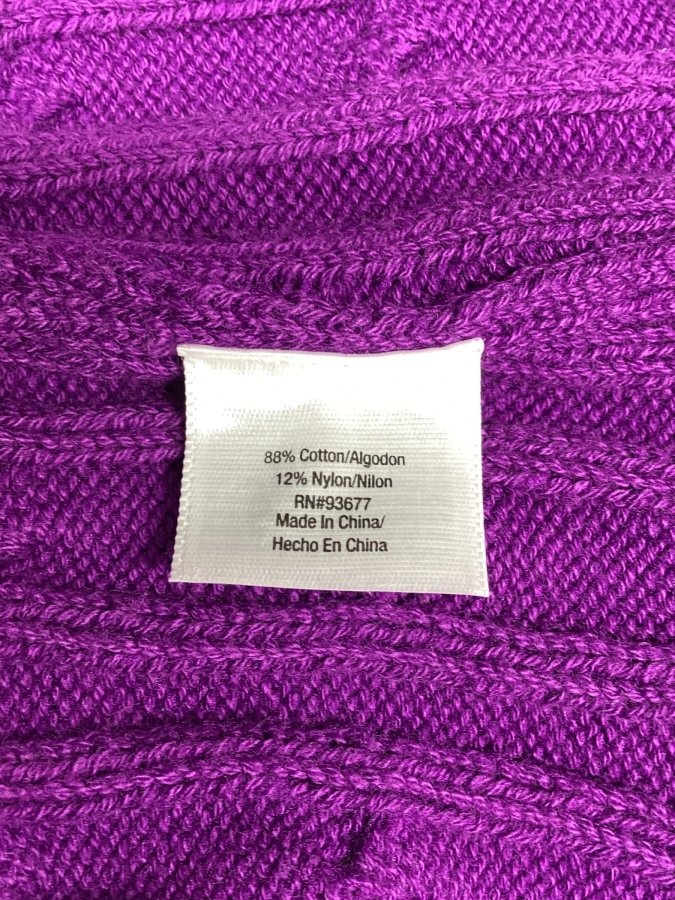 88% Cotton/Algodon
12% Nylon/Nilon
RN#93677
Made In China/
Hecho En China